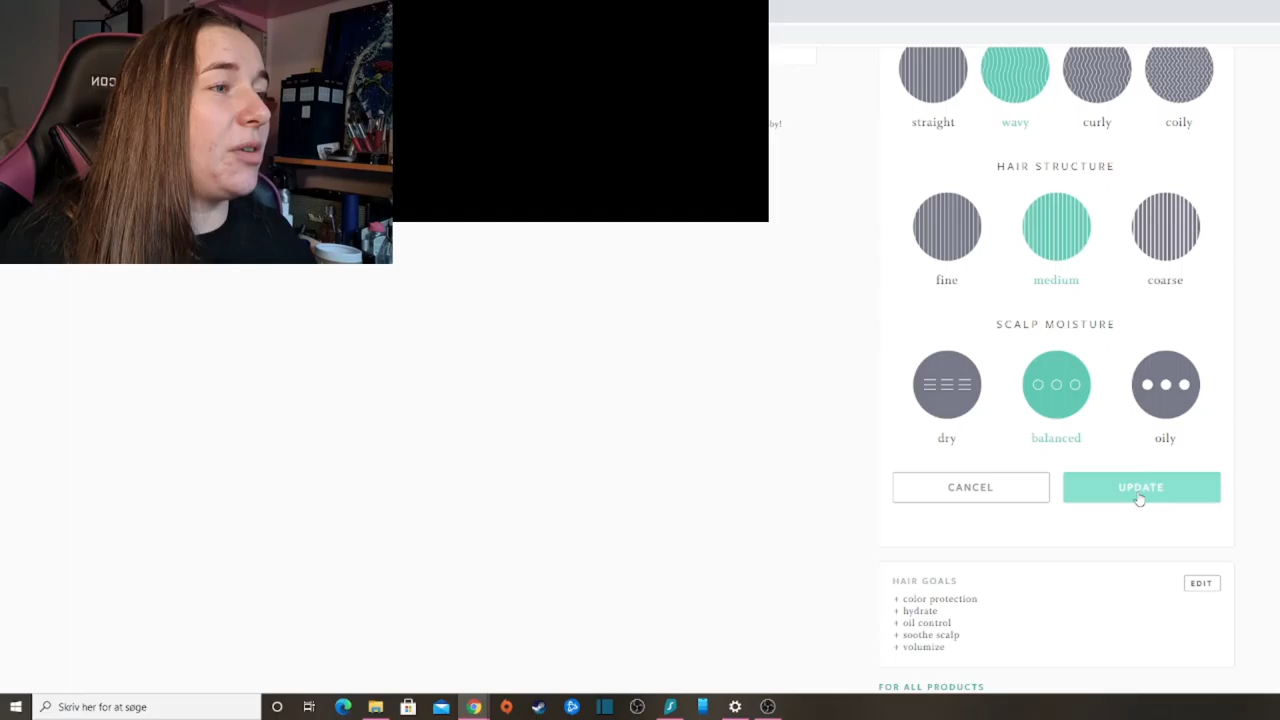 by!
straight wavy curly coily
HAIR STRUCTURE
fine medium coarse
SCALP MOISTURE
dry balanced oily
CANCEL UPDATE
HAIR GOALS EDIT
+ color protection
+ hydrate
+ oil control
+ soothe scalp
+ volumize
FOR ALL PRODUCTS
Skriv her for at søge